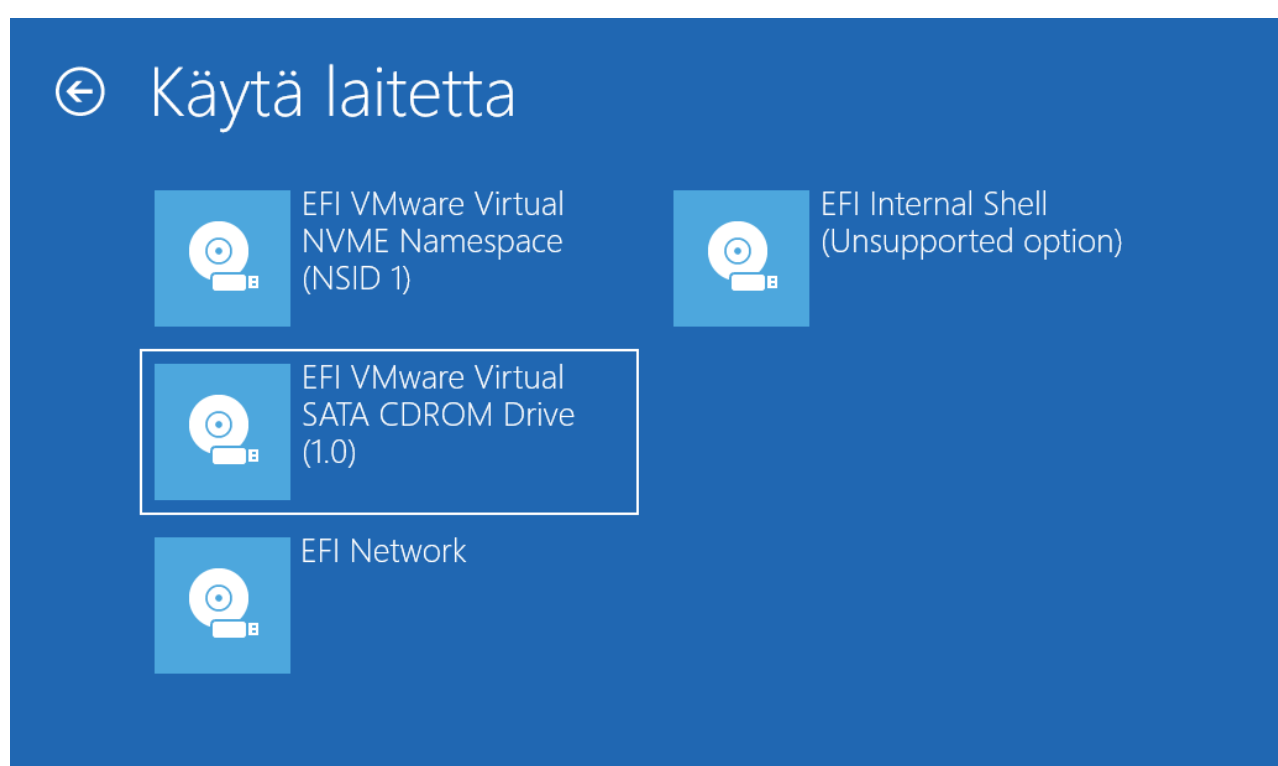 Käytä laitetta
EFI VMware Virtual
NVME Namespace
(NSID 1)
EFI VMware Virtual
SATA CDROM Drive
(1.0)
EFI Network
EFI Internal Shell
(Unsupported option)